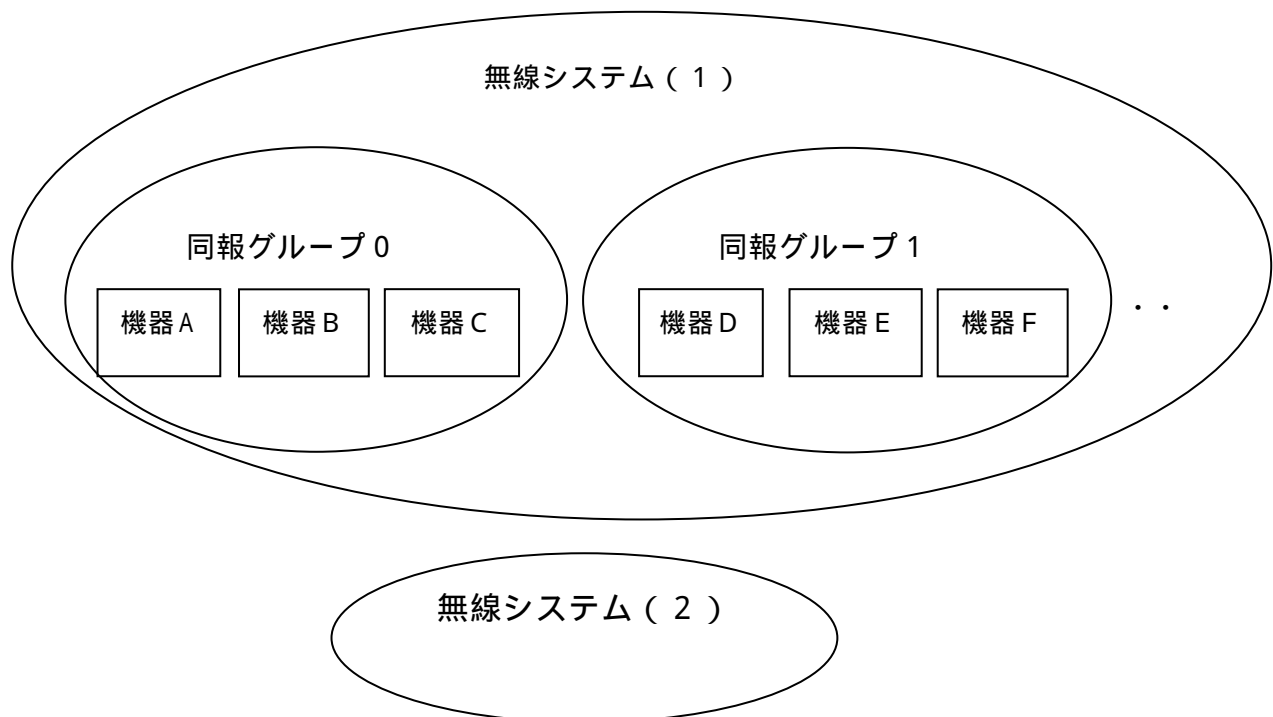 無線システム（１）
同報グループ０
同報グループ１
機器Ａ
機器Ｂ
機器Ｃ
機器Ｄ
機器Ｅ
機器Ｆ
・・
無線システム（２）